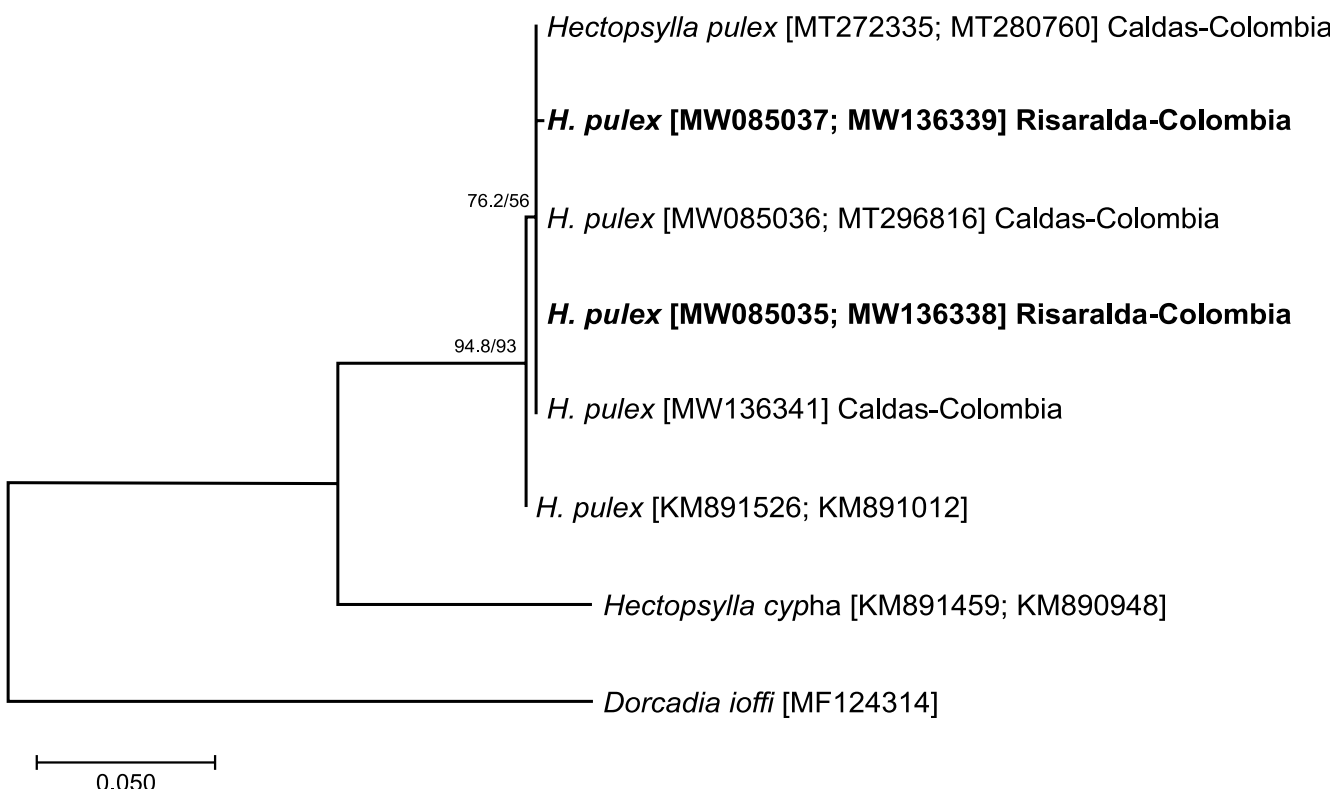 Hectopsylla pulex [MT272335; MT280760] Caldas-Colombia
H. pulex [MW085037; MW136339] Risaralda-Colombia
76.2/56
H. pulex [MW085036; MT296816] Caldas-Colombia
H. pulex [MW085035; MW136338] Risaralda-Colombia
94.8/93
H. pulex [MW136341] Caldas-Colombia
H. pulex [KM891526; KM891012]
Hectopsylla cypha [KM891459; KM890948]
Dorcadia ioffi [MF124314]
0.050